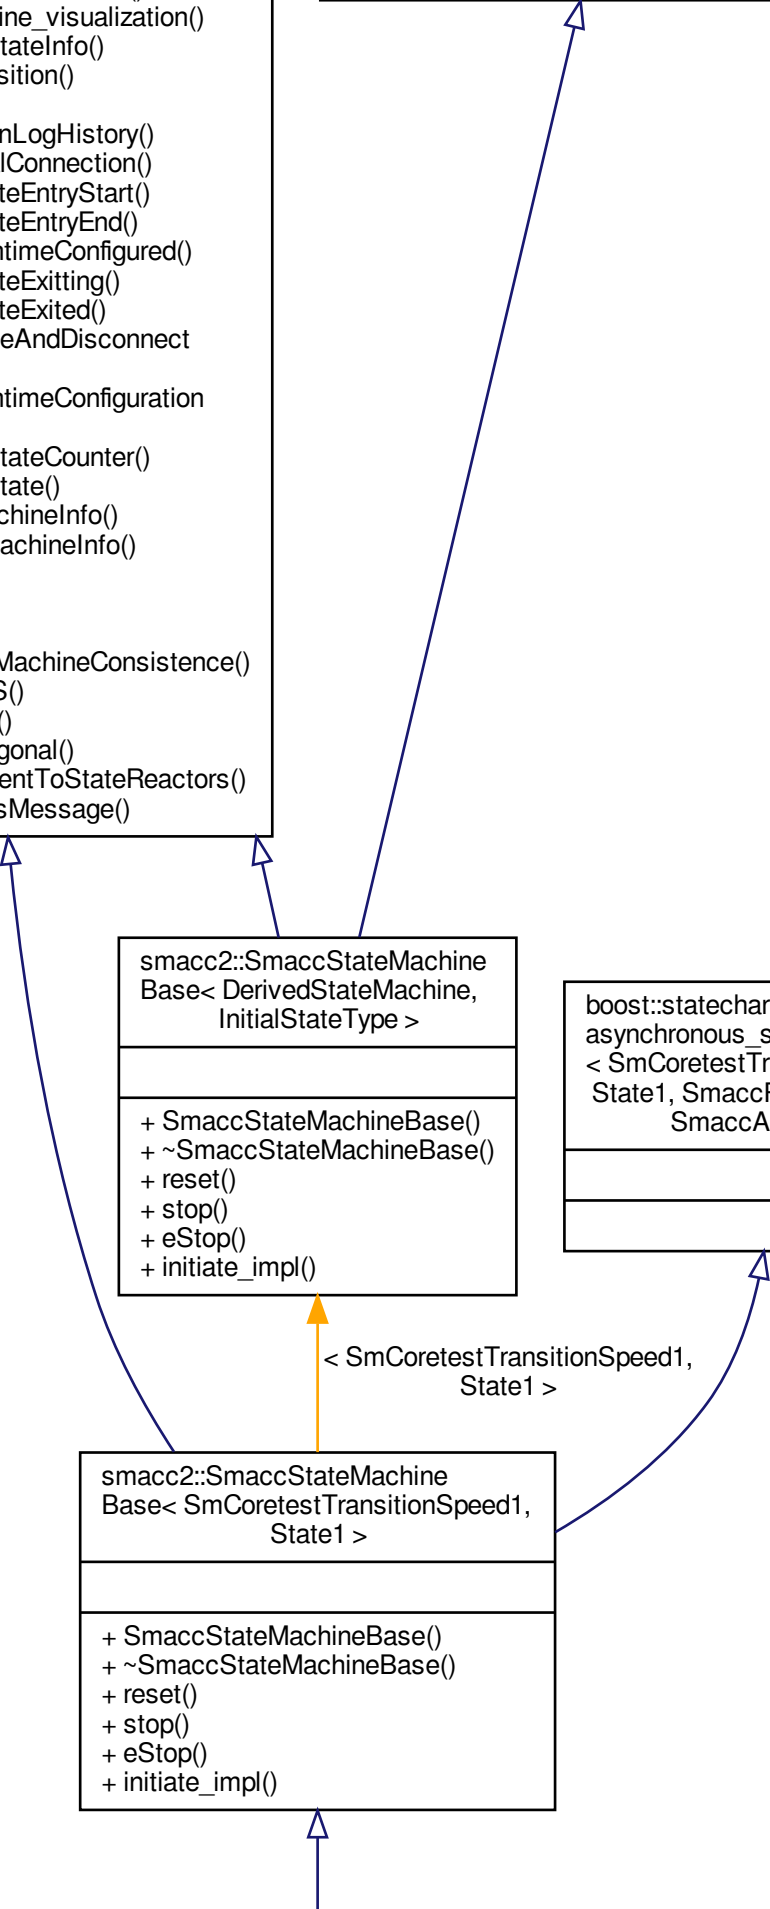 ine_visualization()
tateInfo()
sition()
nLogHistory()
lConnection()
teEntryStart()
teEntryEnd()
ntimeConfigured()
teExitting()
teExited()
eAndDisconnect
ntimeConfiguration
tateCounter()
tate()
chineInfo()
achineInfo()
MachineConsistence()
S()
()
gonal()
entToStateReactors()
sMessage()
smacc2::SmaccStateMachine
Base< DerivedStateMachine,
InitialStateType >
+ SmaccStateMachineBase()
+ ~SmaccStateMachineBase()
+ reset()
+ stop()
+ eStop()
+ initiate_impl()
boost::statechar
asynchronous_s
< SmCoretestTr
State1, SmaccF
SmaccA
< SmCoretestTransitionSpeed1,
State1 >
smacc2::SmaccStateMachine
Base< SmCoretestTransitionSpeed1,
State1 >
+ SmaccStateMachineBase()
+ ~SmaccStateMachineBase()
+ reset()
+ stop()
+ eStop()
+ initiate_impl()